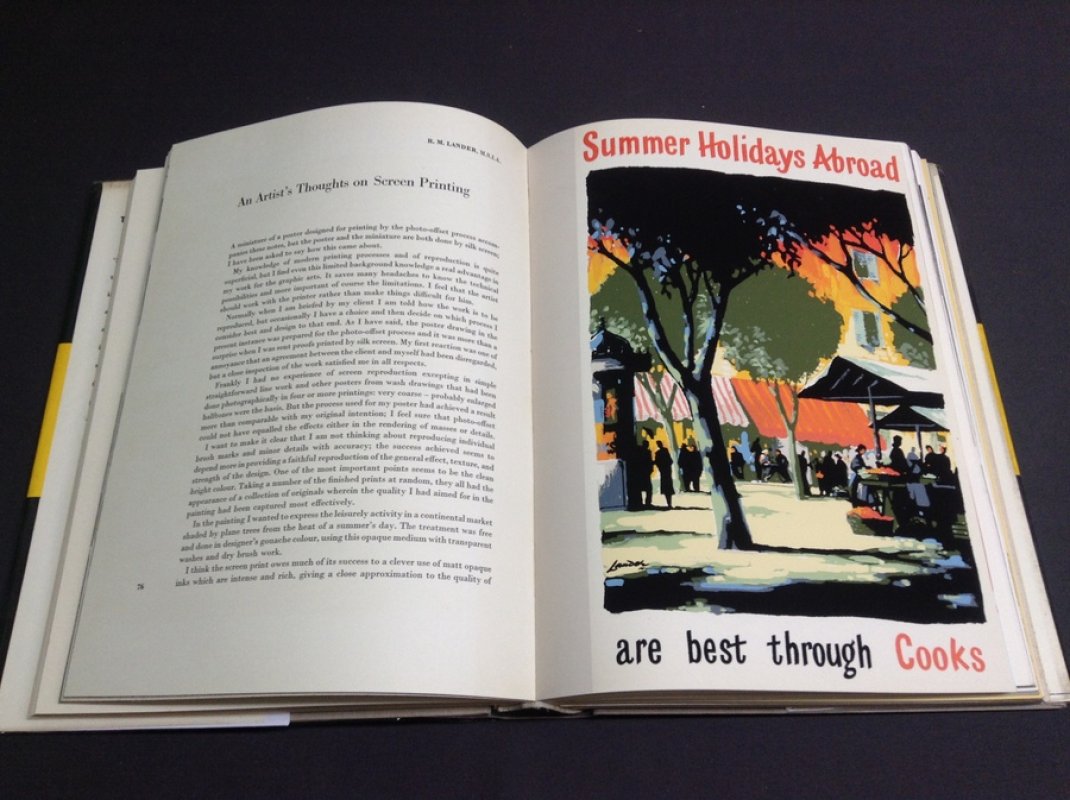 R. M. LANDER, M.S.I.A.
An Artist's Thoughts on Screen Printing
A miniature of a poster designed for printing by the photo-offset process accom-
panies these notes, but the poster and the miniature are both done by silk screen;
I have been asked to say how this came about.
My knowledge of modern printing processes and of reproduction is quite
superficial, but I find even this limited background knowledge a real advantage in
my work for the graphic arts. It saves many headaches to know the technical
possibilities and more important of course the limitations. I feel that the artist
should work with the printer rather than make things difficult for him.
Normally when I am briefed by my client I am told how the work is to be
reproduced, but occasionally I have a choice and then decide on which process I
consider best and design to that end. As I have said, the poster drawing in the
present instance was prepared for the photo-offset process and it was more than a
surprise when I was sent proofs printed by silk screen. My first reaction was one of
annoyance that an agreement between the client and myself had been disregarded,
but a close inspection of the work satisfied me in all respects.
Frankly I had no experience of screen reproduction excepting in simple
straightforward line work and other posters from wash drawings that had been
done photographically in four or more printings: very coarse – probably enlarged
halftones were the basis. But the process used for my poster had achieved a result
more than comparable with my original intention; I feel sure that photo-offset
could not have equalled the effects either in the rendering of masses or details.
I want to make it clear that I am not thinking about reproducing individual
brush marks and minor details with accuracy; the success achieved seems to
depend more in providing a faithful reproduction of the general effect, texture, and
strength of the design. One of the most important points seems to be the clean
bright colour. Taking a number of the finished prints at random, they all had the
appearance of a collection of originals wherein the quality I had aimed for in the
painting had been captured most effectively.
In the painting I wanted to express the leisurely activity in a continental market
shaded by plane trees from the heat of a summer's day. The treatment was free
and done in designer's gouache colour, using this opaque medium with transparent
washes and dry brush work.
I think the screen print owes much of its success to a clever use of matt opaque
inks which are intense and rich, giving a close approximation to the quality of
76
Summer Holidays Abroad
Lander
are best through Cooks